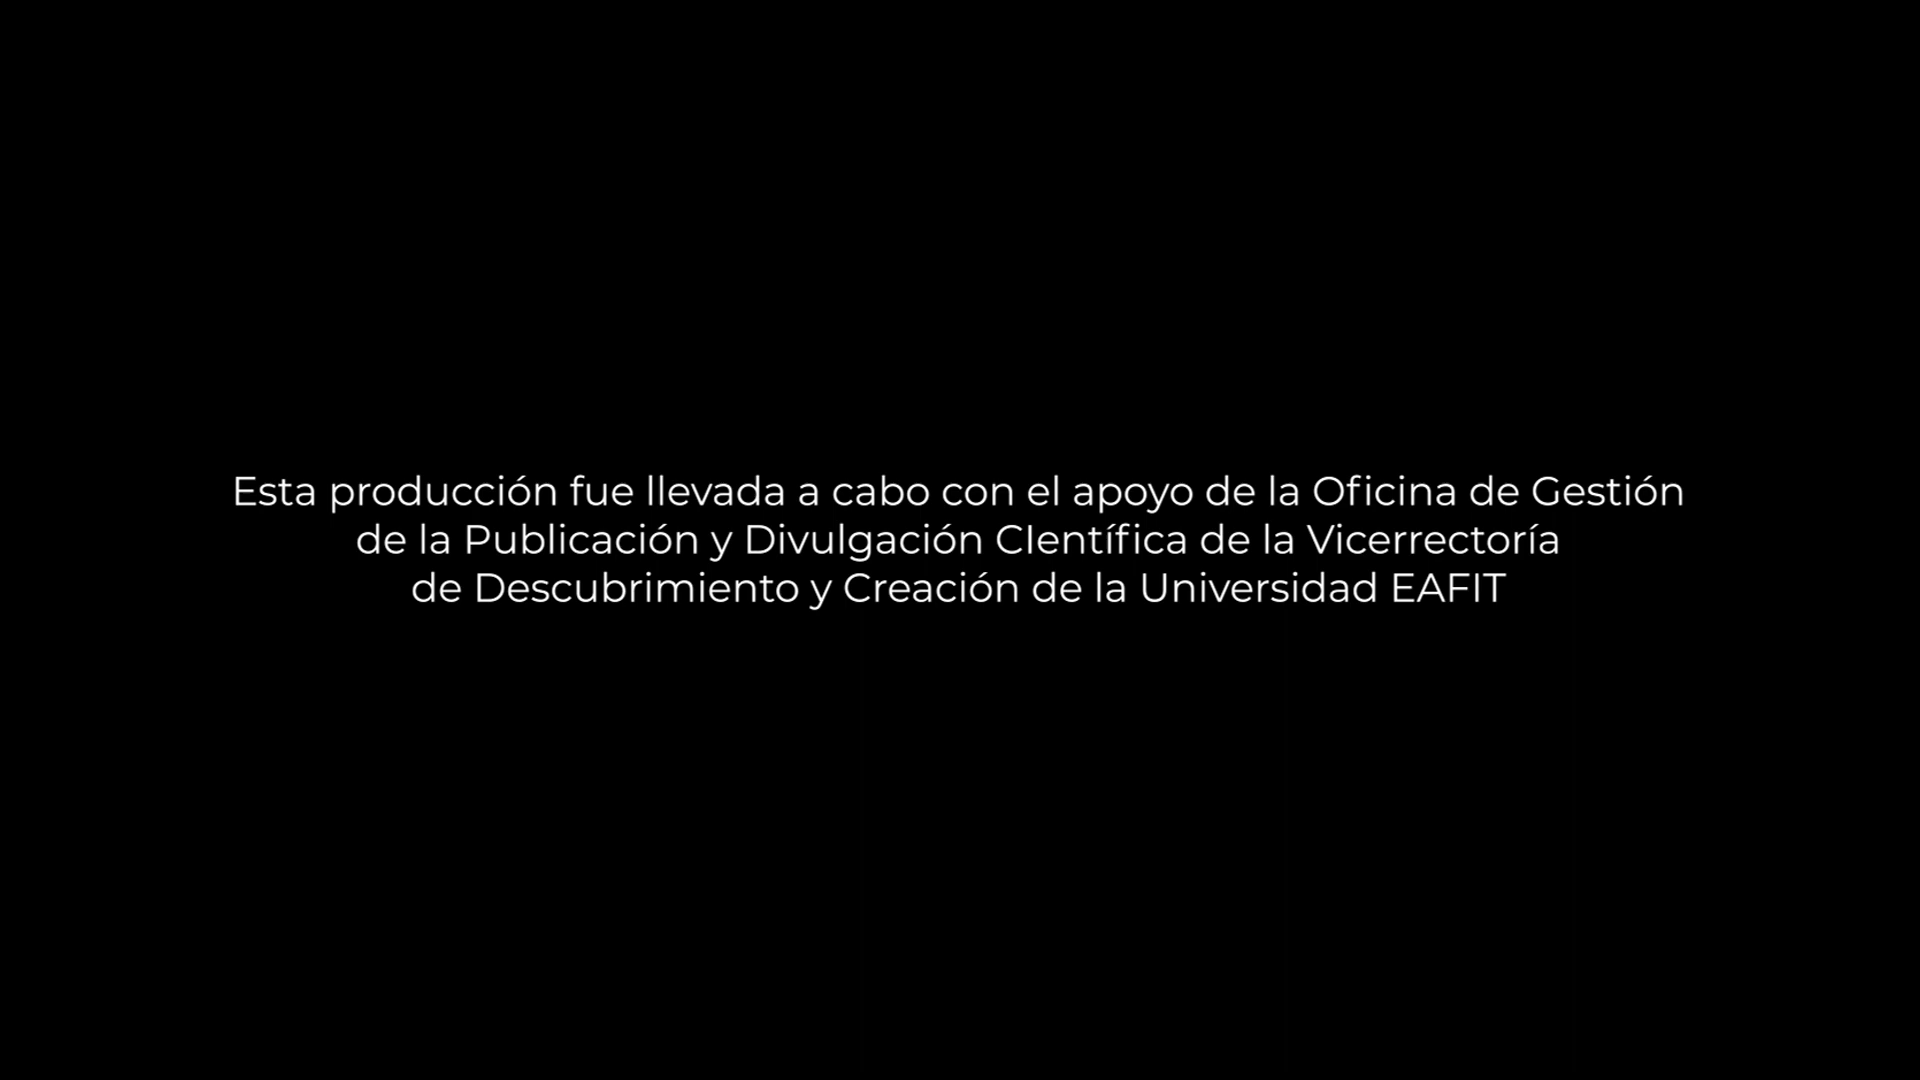 Esta producción fue llevada a cabo con el apoyo de la Oficina de Gestión
de la Publicación y Divulgación CIentífica de la Vicerrectoría
de Descubrimiento y Creación de la Universidad EAFIT